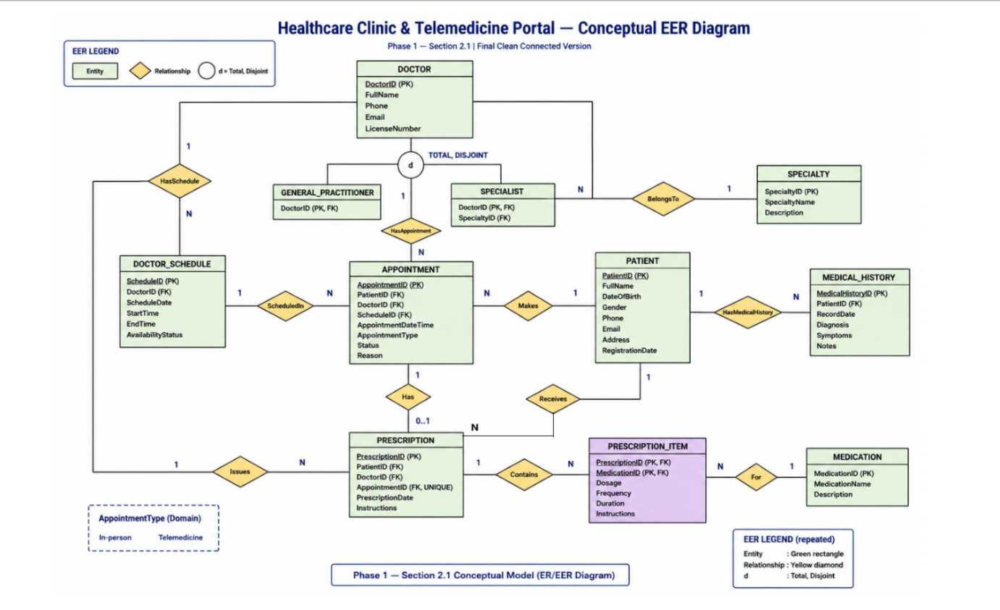 Healthcare Clinic & Telemedicine Portal — Conceptual EER Diagram
Phase 1 — Section 2.1 | Final Clean Connected Version
EER LEGEND
Entity
Relationship
d = Total, Disjoint
DOCTOR
DoctorID (PK)
FullName
Phone
Email
LicenseNumber
1
d
TOTAL, DISJOINT
HasSchedule
N
GENERAL_PRACTITIONER
DoctorID (PK, FK)
1
HasAppointment
N
SPECIALIST
DoctorID (PK, FK)
SpecialtyID (FK)
N
BelongsTo
1
SPECIALTY
SpecialtyID (PK)
SpecialtyName
Description
DOCTOR_SCHEDULE
ScheduleID (PK)
DoctorID (FK)
ScheduleDate
StartTime
EndTime
AvailabilityStatus
1
ScheduledIn
N
APPOINTMENT
AppointmentID (PK)
PatientID (FK)
DoctorID (FK)
ScheduleID (FK)
AppointmentDateTime
AppointmentType
Status
Reason
N
Makes
1
PATIENT
PatientID (PK)
FullName
DateOfBirth
Gender
Phone
Email
Address
RegistrationDate
1
HasMedicalHistory
N
MEDICAL_HISTORY
MedicalHistoryID (PK)
PatientID (FK)
RecordDate
Diagnosis
Symptoms
Notes
1
Has
0..1
1
Receives
N
1
Issues
N
PRESCRIPTION
PrescriptionID (PK)
PatientID (FK)
DoctorID (FK)
AppointmentID (FK, UNIQUE)
PrescriptionDate
Instructions
1
Contains
N
PRESCRIPTION_ITEM
PrescriptionID (PK, FK)
MedicationID (PK, FK)
Dosage
Frequency
Duration
Instructions
N
For
1
MEDICATION
MedicationID (PK)
MedicationName
Description
AppointmentType (Domain)
In-person Telemedicine
EER LEGEND (repeated)
Entity : Green rectangle
Relationship : Yellow diamond
d : Total, Disjoint
Phase 1 — Section 2.1 Conceptual Model (ER/EER Diagram)